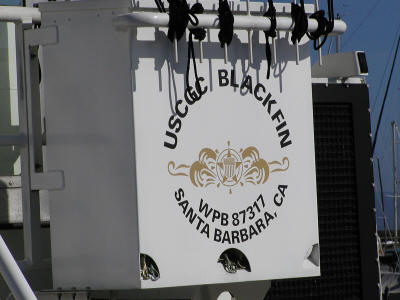 USCGC BLACKFIN
WPB 87317
SANTA BARBARA, CA